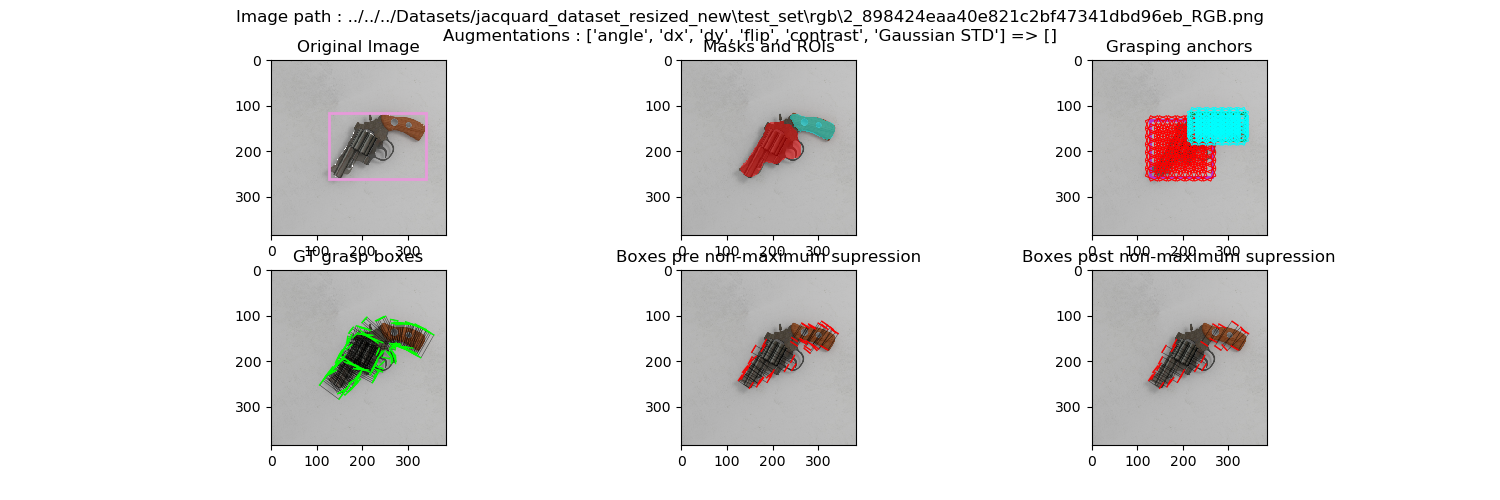 Image path : ../../../Datasets/jacquard_dataset_resized_new\test_set\rgb\2_898424eaa40e821c2bf47341dbd96eb_RGB.png
Augmentations : ['angle', 'dx', 'dy', 'flip', 'contrast', 'Gaussian STD'] => []
Original Image
0
100
200
300
0 100 200 300
Masks and ROIs
0
100
200
300
0 100 200 300
Grasping anchors
0
100
200
300
0 100 200 300
GT grasp boxes
0
100
200
300
0 100 200 300
Boxes pre non-maximum supression
0
100
200
300
0 100 200 300
Boxes post non-maximum supression
0
100
200
300
0 100 200 300